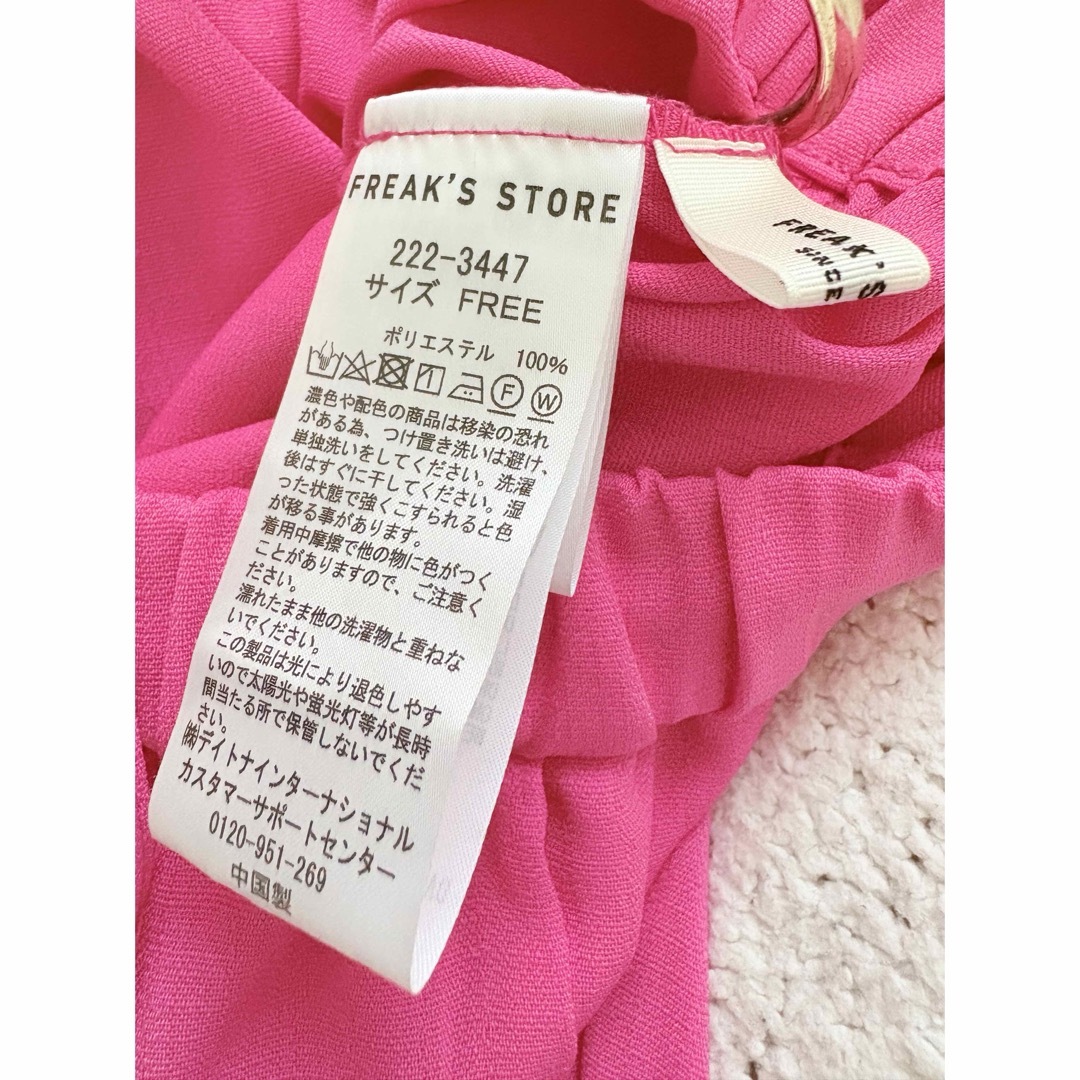 FREAK'S STORE
222-3447
サイズ FREE
ポリエステル 100%
F W
濃色や配色の商品は移染の恐れ
がある為、つけ置き洗いは避け、
単独洗いをしてください。洗濯
後はすぐに干してください。湿
った状態で強くこすられると色
が移る事があります。
着用中摩擦で他の物に色がつく
ことがありますので、ご注意く
ださい。
濡れたまま他の洗濯物と重ねな
いでください。
この製品は光により退色しやす
いので太陽光や蛍光灯等が長時
間当たる所で保管しないでくだ
さい。
㈱デイトナインターナショナル
カスタマーサポートセンター
0120-951-269
中国製
FREAK'S
SINCE